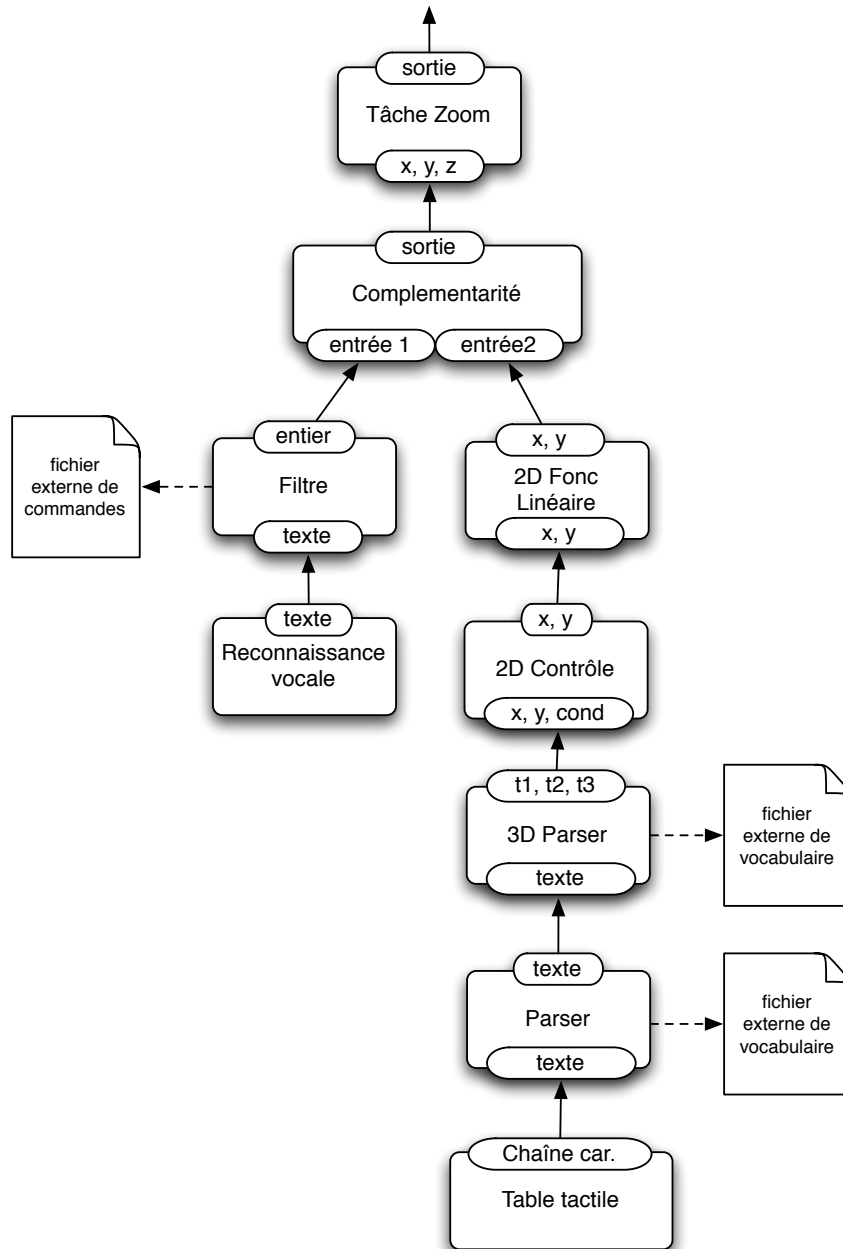 sortie
Tâche Zoom
x, y, z
sortie
Complementarité
entrée 1
entrée2
entier
Filtre
texte
fichier
externe de
commandes
texte
Reconnaissance
vocale
x, y
2D Fonc
Linéaire
x, y
x, y
2D Contrôle
x, y, cond
t1, t2, t3
3D Parser
texte
fichier
externe de
vocabulaire
texte
Parser
texte
fichier
externe de
vocabulaire
Chaîne car.
Table tactile